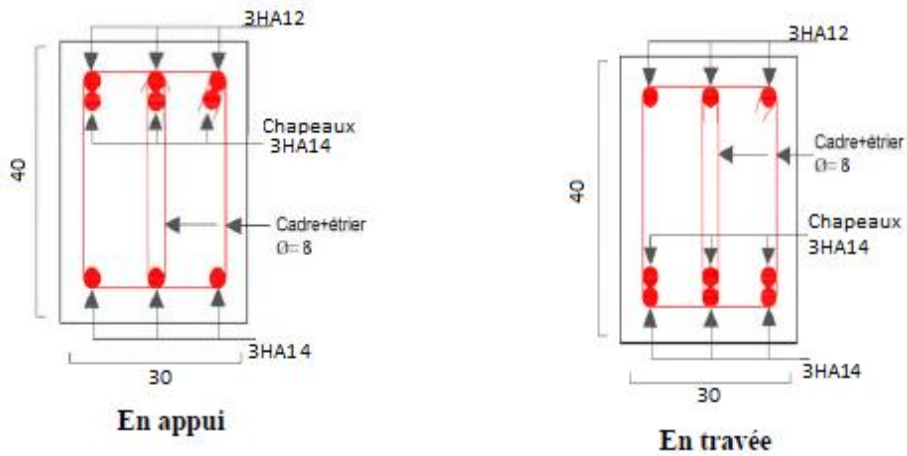 3HA12
Chapeaux
3HA14
40
Cadre+étrier
Ø= 8
3HA14
30
En appui
3HA12
Cadre+étrier
Ø= 8
40
Chapeaux
3HA14
3HA14
30
En travée